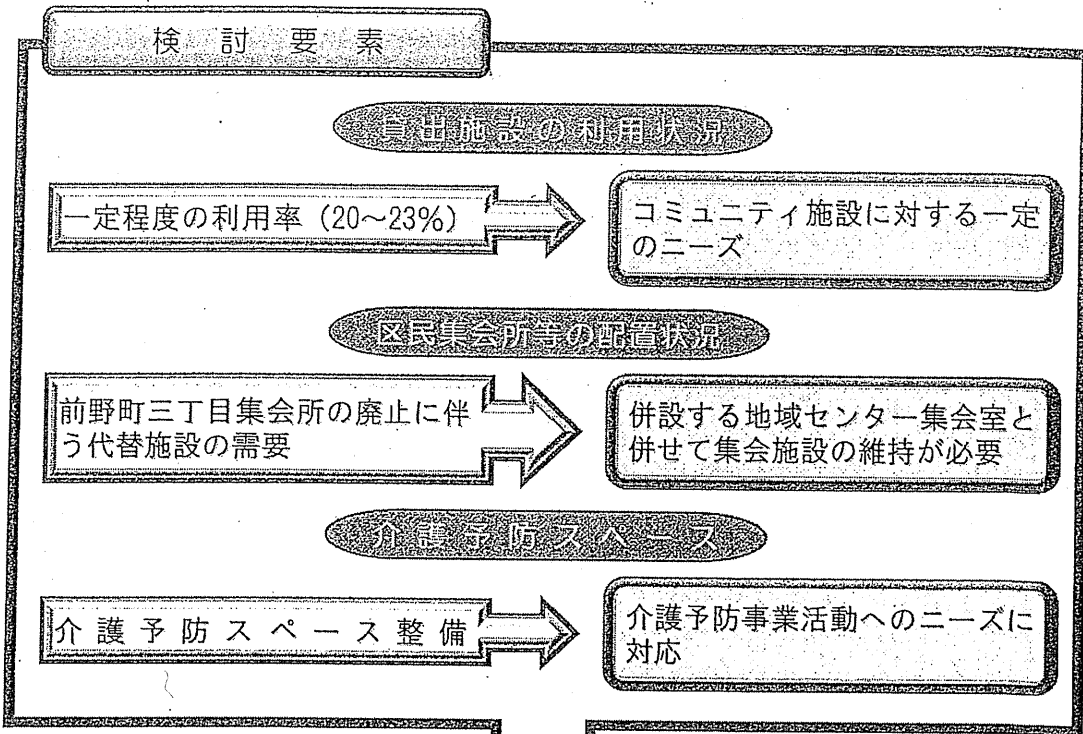 検討要素
貸出施設の利用状況
一定程度の利用率（20～23%）
コミュニティ施設に対する一定
のニーズ
区民集会所等の配置状況
前野町三丁目集会所の廃止に伴
う代替施設の需要
併設する地域センター集会室と
併せて集会施設の維持が必要
介護予防スペース
介護予防スペース整備
介護予防事業活動へのニーズに
対応